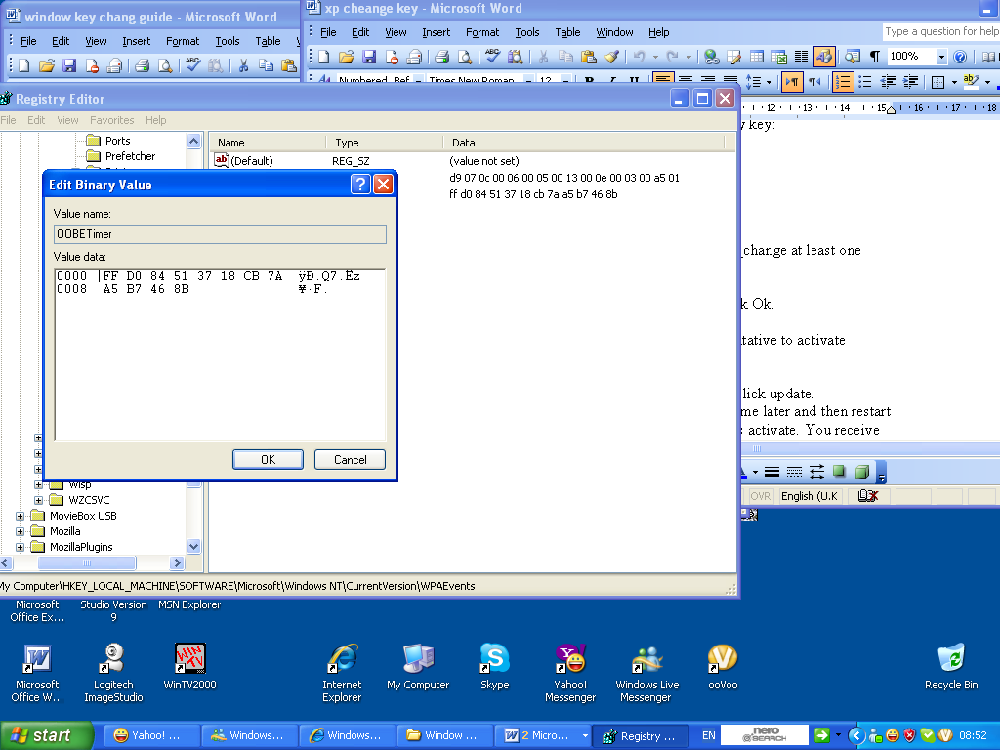 window key chang guide - Microsoft Word
xp cheange key - Microsoft Word
File Edit View Insert Format Tools Table
File Edit View Insert Format Tools Table Window Help
Type a question for help
100%
Times New Roman 12
Registry Editor
File Edit View Favorites Help
12 13 14 15 16 17 18
key:
Ports
Prefetcher
Name Type Data
(Default) REG_SZ (value not set)
d9 07 0c 00 06 00 05 00 13 00 0e 00 03 00 a5 01
ff d0 84 51 37 18 cb 7a a5 b7 46 8b
Edit Binary Value
Value name:
OOBETimer
Value data:
0000 FF D0 84 51 37 18 CB 7A ÿÐ.Q7.Ëz
0008 A5 B7 46 8B ¥·F.
OK Cancel
change at least one
k Ok.
tative to activate
lick update.
me later and then restart
activate. You receive
Wisp
WZCSVC
MovieBox USB
Mozilla
MozillaPlugins
OVR English (U.K
My Computer\HKEY_LOCAL_MACHINE\SOFTWARE\Microsoft\Windows NT\CurrentVersion\WPAEvents
Microsoft
Office Ex...
Studio Version
9
MSN Explorer
Microsoft
Office W...
Logitech
ImageStudio
WinTV2000
Internet
Explorer
My Computer
Skype
Yahoo!
Messenger
Windows Live
Messenger
ooVoo
Recycle Bin
start Yahoo! ... Windows... Windows... Window ... 2 Micro... Registry ... EN nero SEARCH 08:52